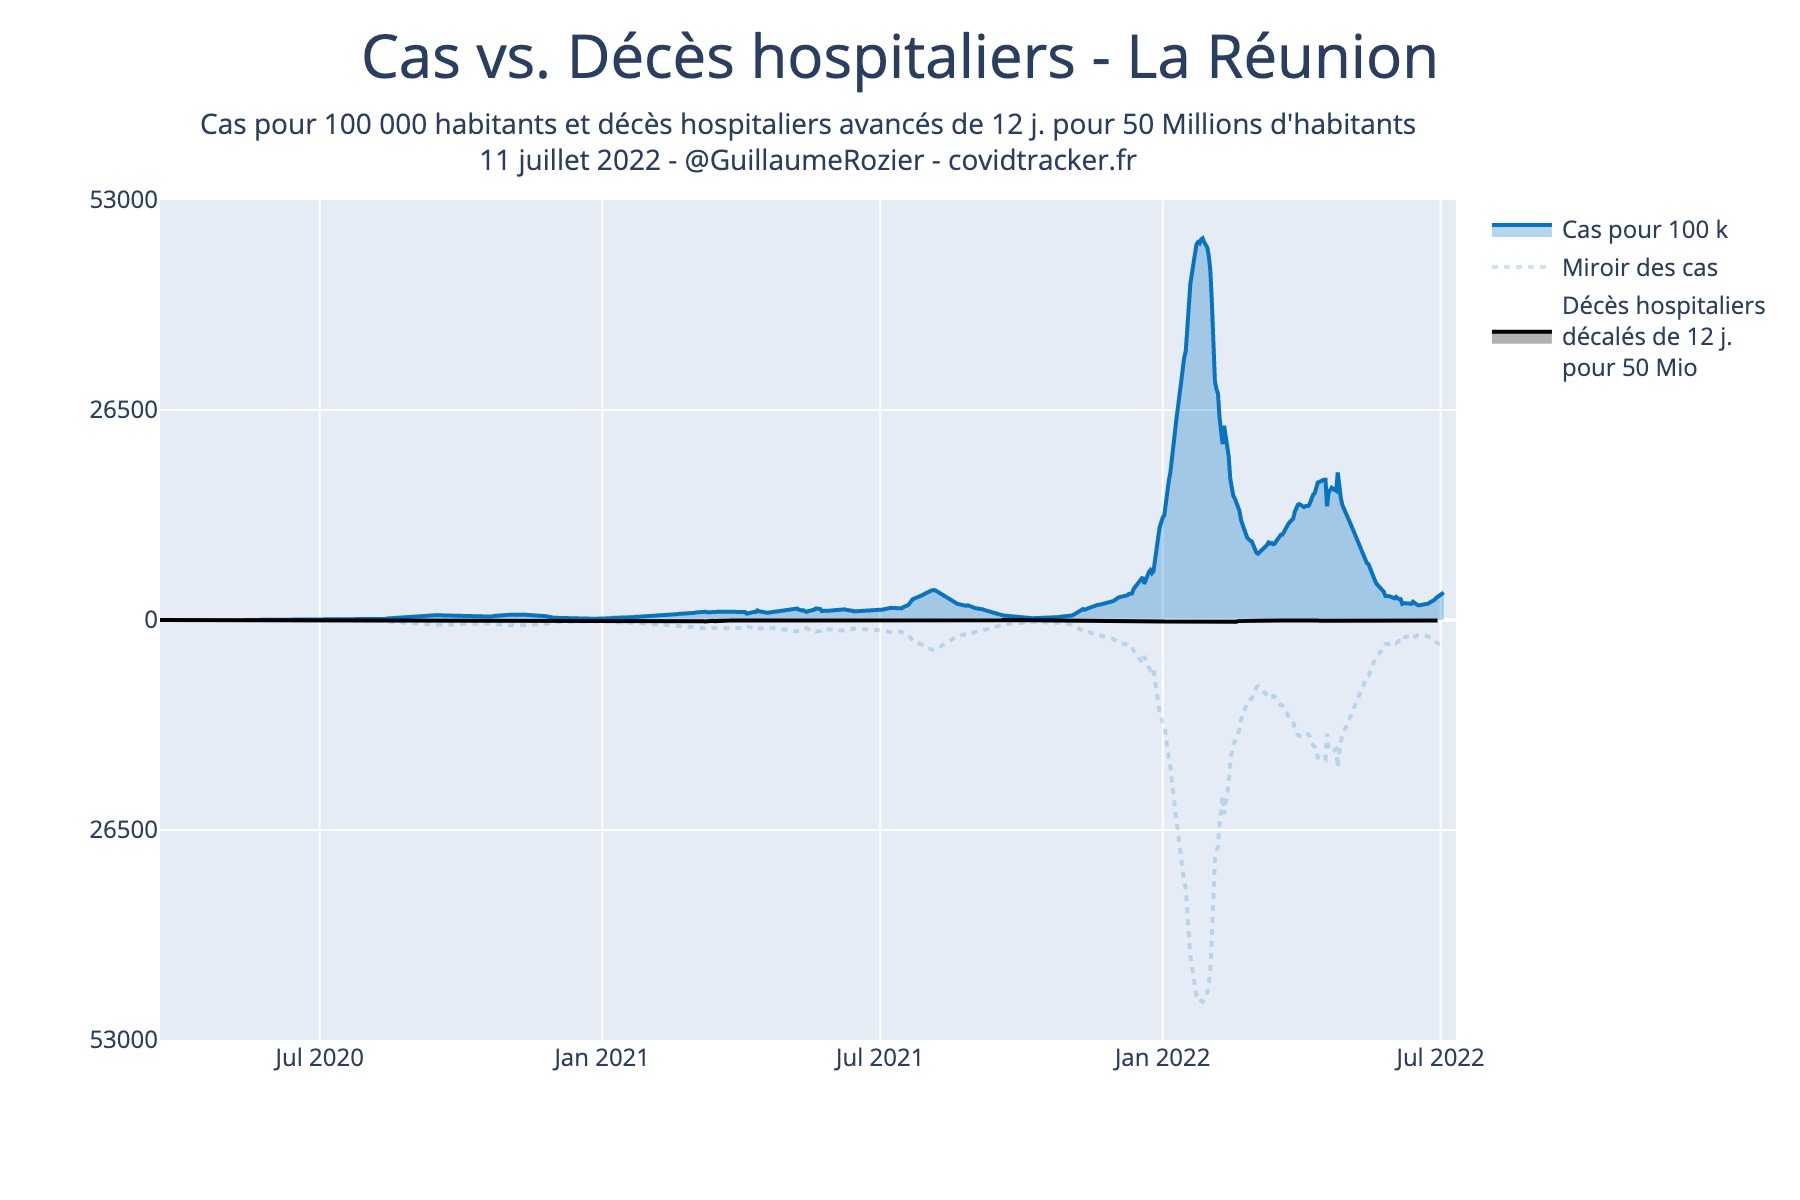 Cas vs. Décès hospitaliers - La Réunion
Cas pour 100 000 habitants et décès hospitaliers avancés de 12 j. pour 50 Millions d'habitants
11 juillet 2022 - @GuillaumeRozier - covidtracker.fr
53000
26500
0
26500
53000
Jul 2020
Jan 2021
Jul 2021
Jan 2022
Jul 2022
Cas pour 100 k
Miroir des cas
Décès hospitaliers
décalés de 12 j.
pour 50 Mio